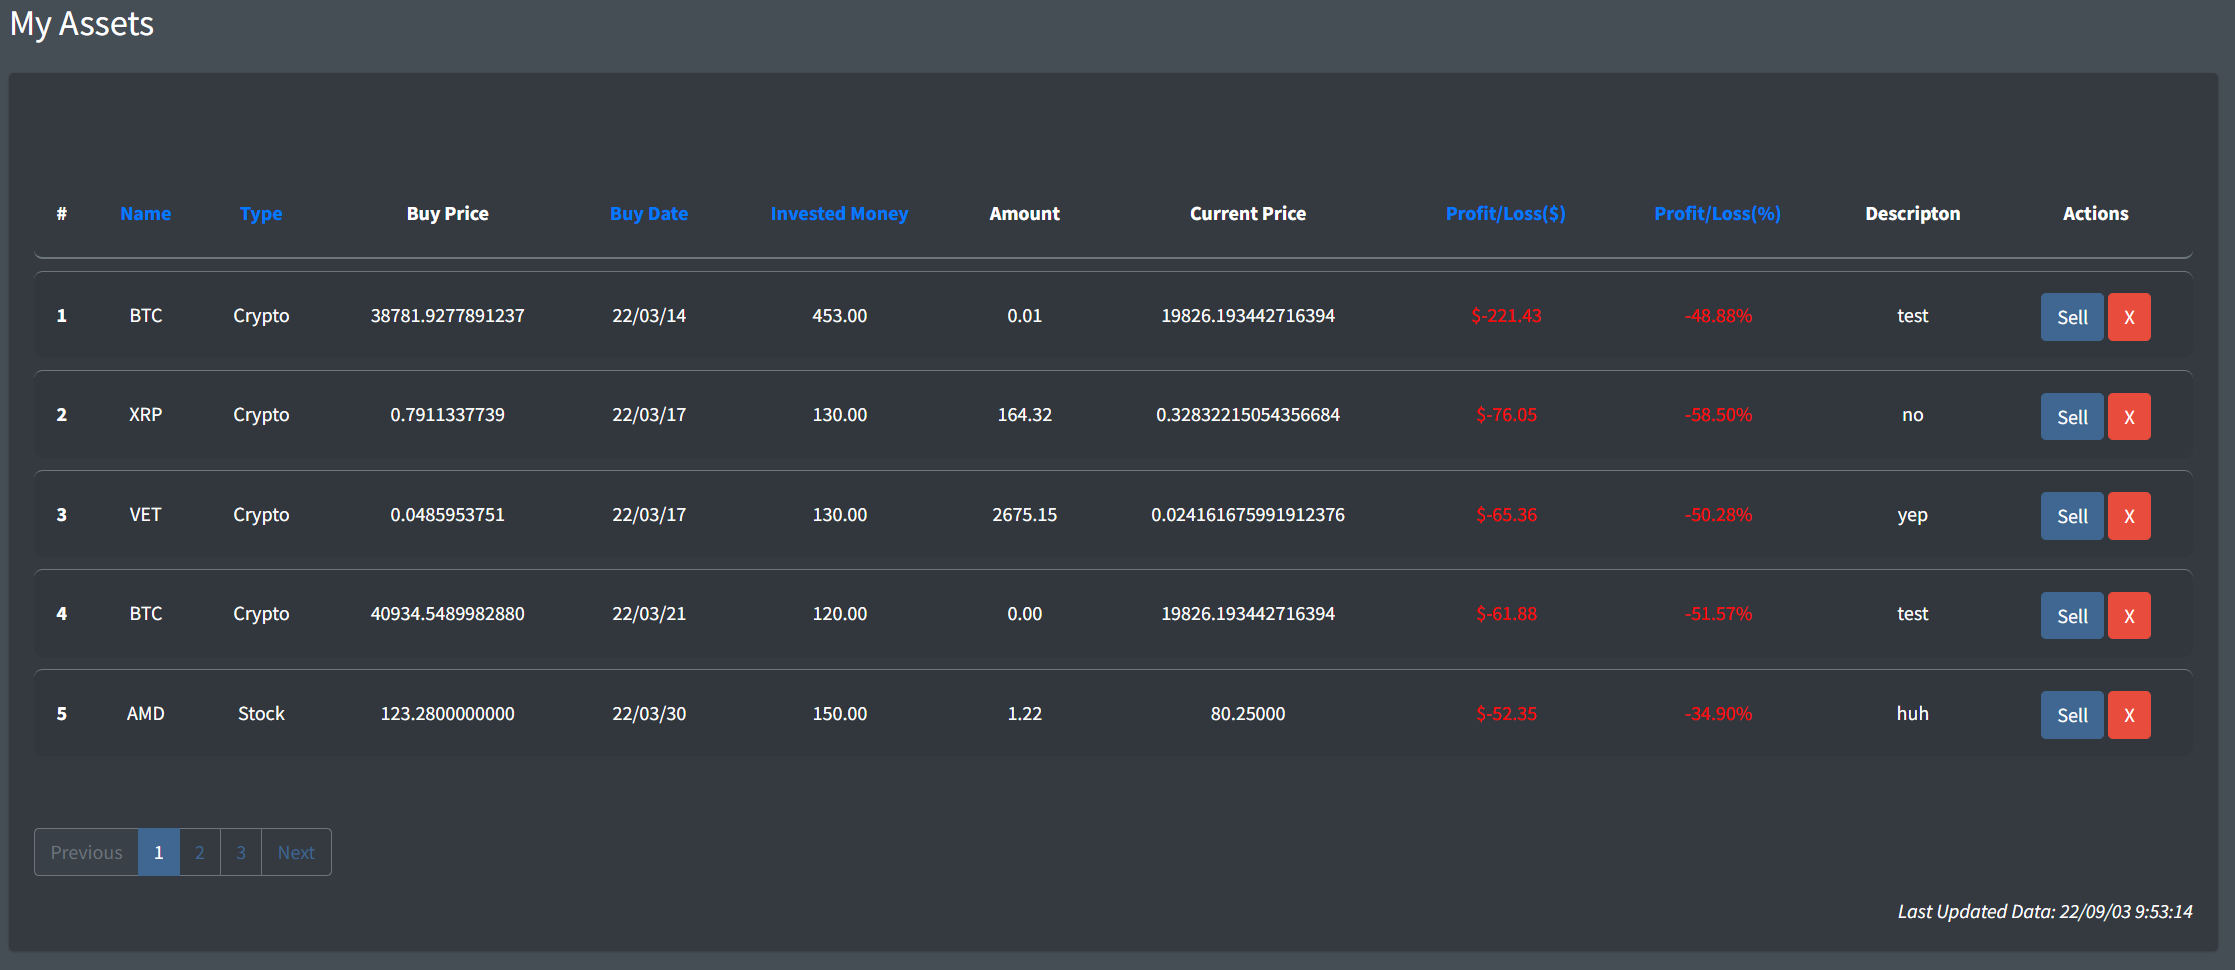 My Assets
# Name Type Buy Price Buy Date Invested Money Amount Current Price Profit/Loss($) Profit/Loss(%) Descripton Actions
1 BTC Crypto 38781.9277891237 22/03/14 453.00 0.01 19826.193442716394 $-221.43 -48.88% test Sell X
2 XRP Crypto 0.7911337739 22/03/17 130.00 164.32 0.32832215054356684 $-76.05 -58.50% no Sell X
3 VET Crypto 0.0485953751 22/03/17 130.00 2675.15 0.024161675991912376 $-65.36 -50.28% yep Sell X
4 BTC Crypto 40934.5489982880 22/03/21 120.00 0.00 19826.193442716394 $-61.88 -51.57% test Sell X
5 AMD Stock 123.2800000000 22/03/30 150.00 1.22 80.25000 $-52.35 -34.90% huh Sell X
Previous 1 2 3 Next
Last Updated Data: 22/09/03 9:53:14